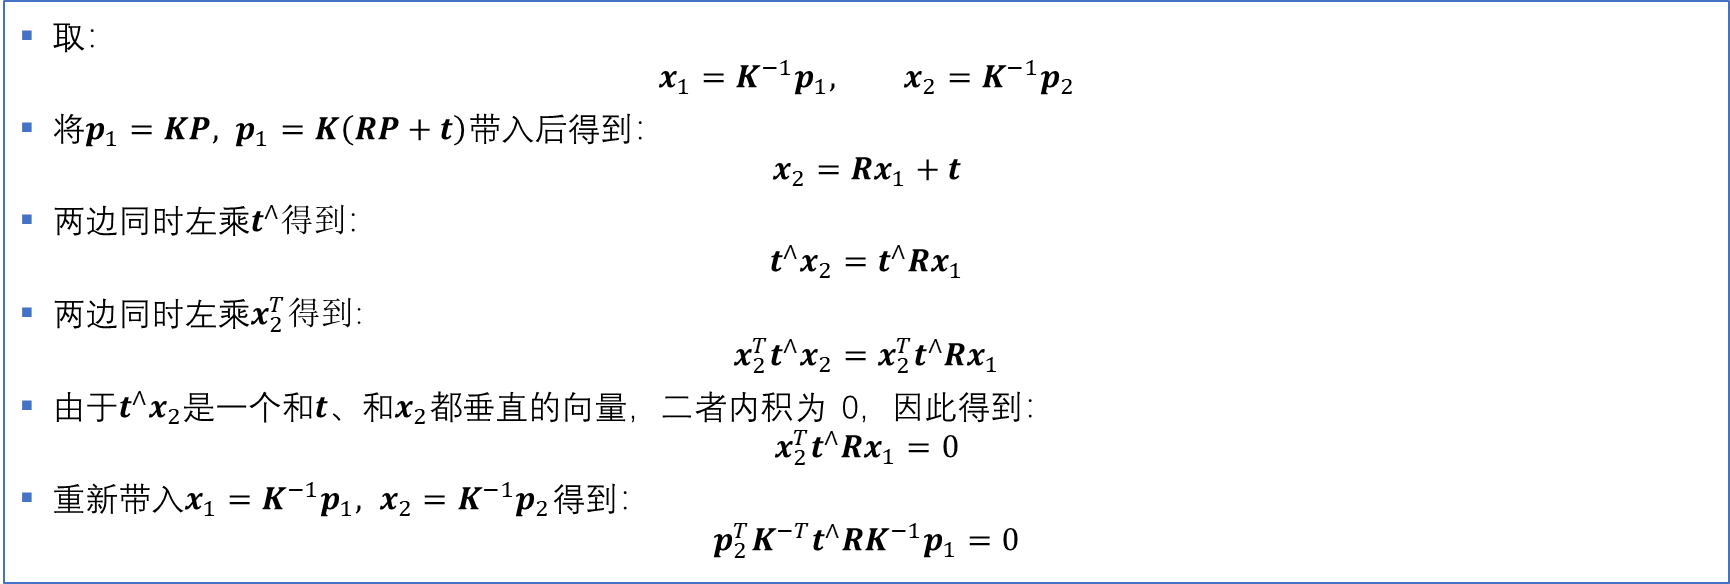 ▪ 取：
x₁ = K⁻¹p₁,  x₂ = K⁻¹p₂
▪ 将p₁ = KP, p₁ = K(RP + t)带入后得到：
x₂ = Rx₁ + t
▪ 两边同时左乘t^得到：
t^x₂ = t^Rx₁
▪ 两边同时左乘x₂ᵀ得到：
x₂ᵀt^x₂ = x₂ᵀt^Rx₁
▪ 由于t^x₂是一个和t、和x₂都垂直的向量，二者内积为 0，因此得到：
x₂ᵀt^Rx₁ = 0
▪ 重新带入x₁ = K⁻¹p₁, x₂ = K⁻¹p₂得到：
p₂ᵀK⁻ᵀt^RK⁻¹p₁ = 0